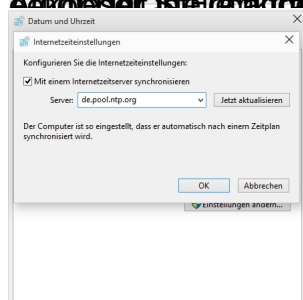 Datum und Uhrzeit
Internetzeiteinstellungen
Konfigurieren Sie die Internetzeiteinstellungen:
Mit einem Internetzeitserver synchronisieren
Server: de.pool.ntp.org Jetzt aktualisieren
Der Computer ist so eingestellt, dass er automatisch nach einem Zeitplan
synchronisiert wird.
OK Abbrechen
Einstellungen ändern...